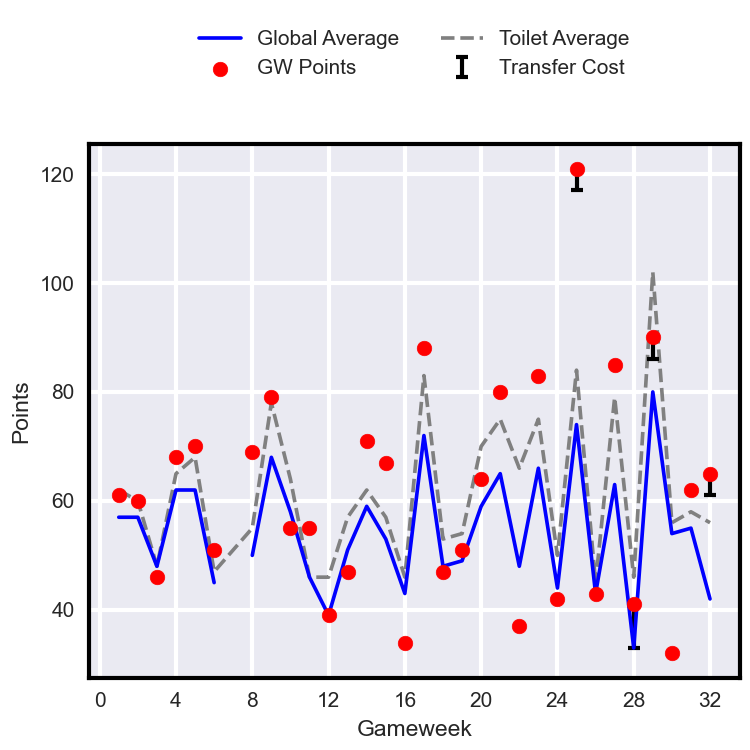 Global Average Toilet Average
GW Points Transfer Cost
120
100
80
60
40
Points
0 4 8 12 16 20 24 28 32
Gameweek